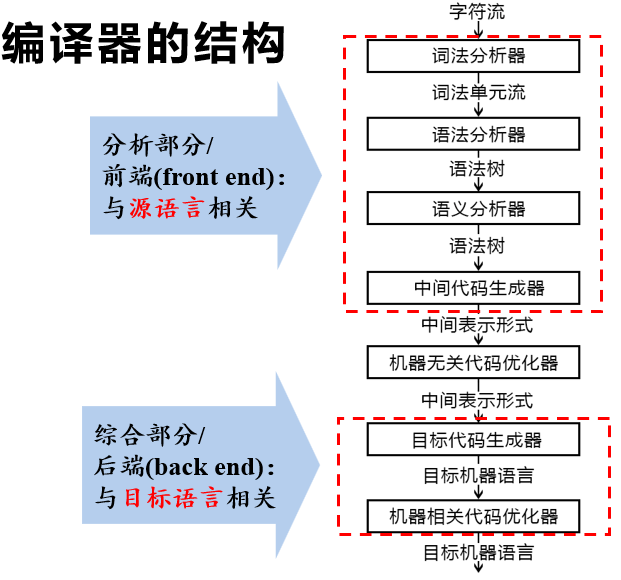 编译器的结构
分析部分/
前端(front end)：
与源语言相关
综合部分/
后端(back end)：
与目标语言相关
字符流
词法分析器
词法单元流
语法分析器
语法树
语义分析器
语法树
中间代码生成器
中间表示形式
机器无关代码优化器
中间表示形式
目标代码生成器
目标机器语言
机器相关代码优化器
目标机器语言